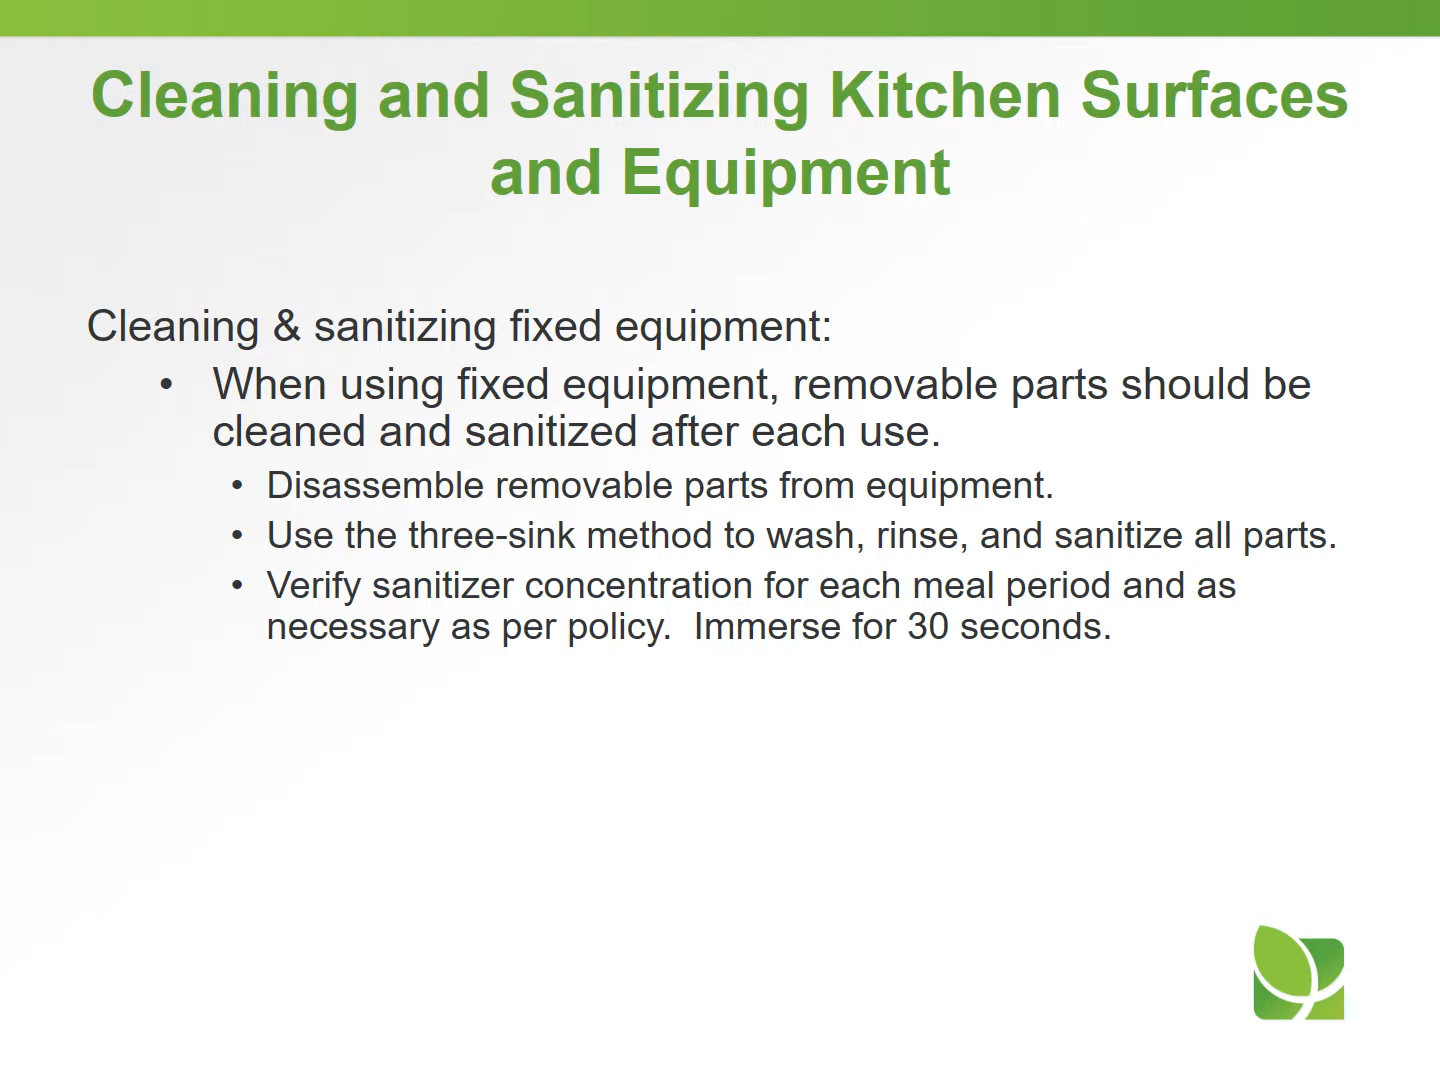 Cleaning and Sanitizing Kitchen Surfaces
and Equipment
Cleaning & sanitizing fixed equipment:
• When using fixed equipment, removable parts should be
cleaned and sanitized after each use.
• Disassemble removable parts from equipment.
• Use the three-sink method to wash, rinse, and sanitize all parts.
• Verify sanitizer concentration for each meal period and as
necessary as per policy.  Immerse for 30 seconds.